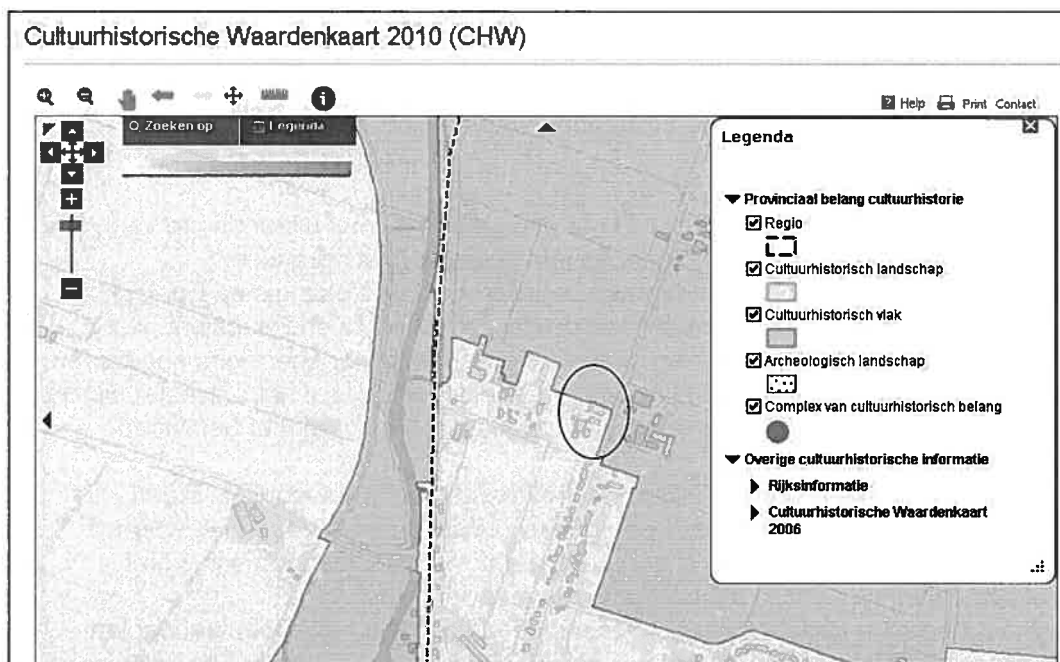 Cultuurhistorische Waardenkaart 2010 (CHW)
? Help Print Contact
Zoeken op Legenda
Legenda
Provinciaal belang cultuurhistorie
Regio
Cultuurhistorisch landschap
Cultuurhistorisch vlak
Archeologisch landschap
Complex van cultuurhistorisch belang
Overige cultuurhistorische informatie
Rijksinformatie
Cultuurhistorische Waardenkaart
2006